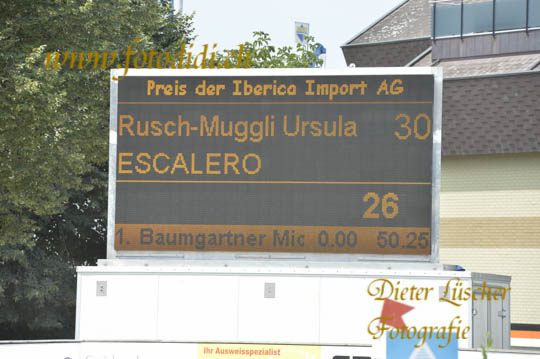 www.fotodidi.ch
Preis der Iberica Import AG
Rusch-Muggli Ursula 30
ESCALERO
26
1. Baumgartner Mic 0.00 50.25
Dieter Lüscher
Fotografie
Ihr Ausweisspezialist